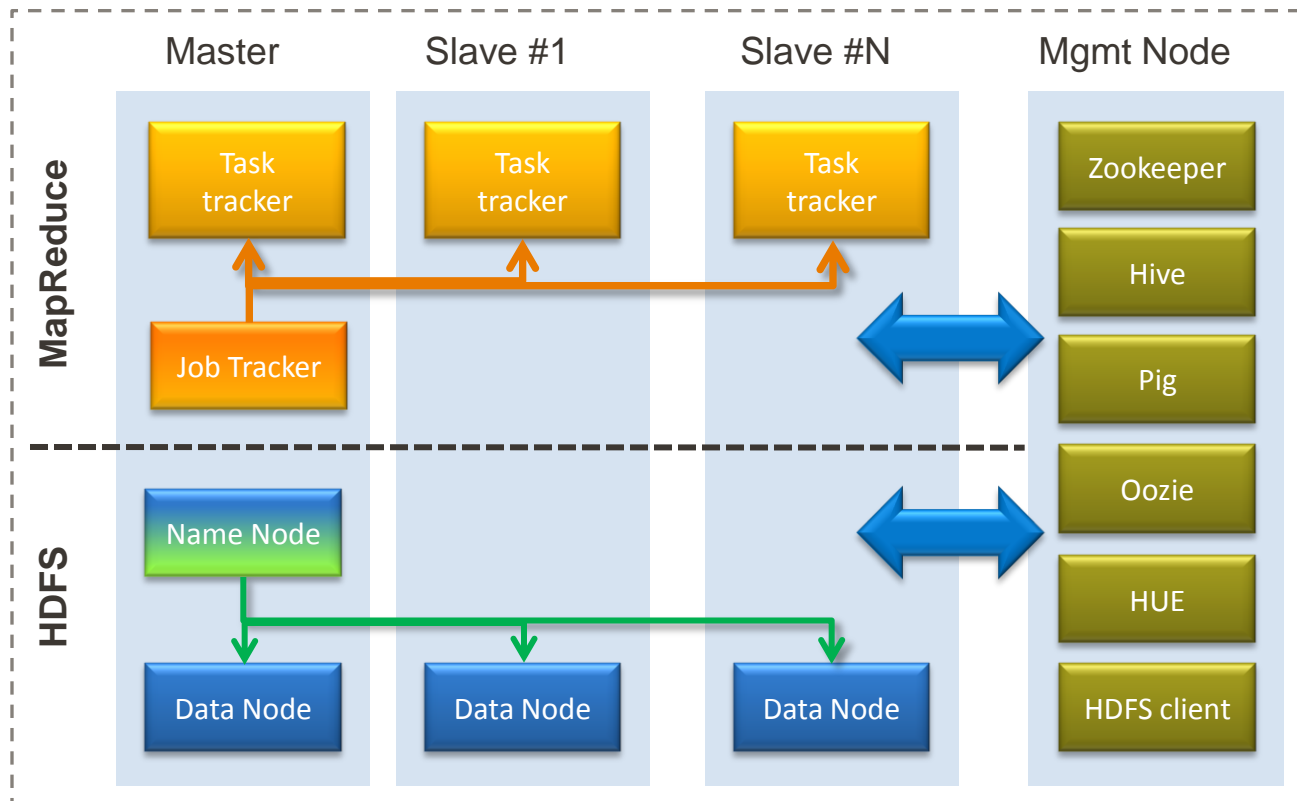 Master
Slave #1
Slave #N
Mgmt Node
MapReduce
Task
tracker
Task
tracker
Task
tracker
Job Tracker
Zookeeper
Hive
Pig
Oozie
HUE
HDFS client
HDFS
Name Node
Data Node
Data Node
Data Node